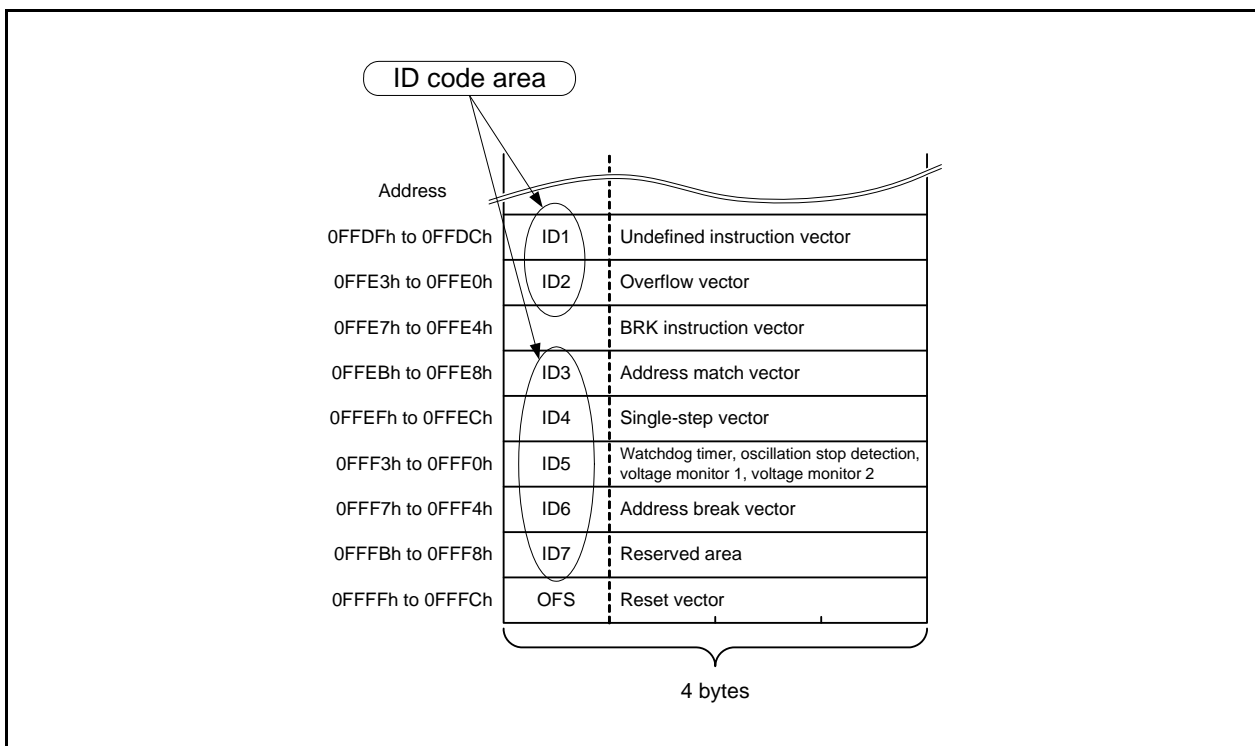 ID code area
Address
0FFDFh to 0FFDCh ID1 Undefined instruction vector
0FFE3h to 0FFE0h ID2 Overflow vector
0FFE7h to 0FFE4h BRK instruction vector
0FFEBh to 0FFE8h ID3 Address match vector
0FFEFh to 0FFECh ID4 Single-step vector
0FFF3h to 0FFF0h ID5 Watchdog timer, oscillation stop detection,
voltage monitor 1, voltage monitor 2
0FFF7h to 0FFF4h ID6 Address break vector
0FFFBh to 0FFF8h ID7 Reserved area
0FFFFh to 0FFFCh OFS Reset vector
4 bytes